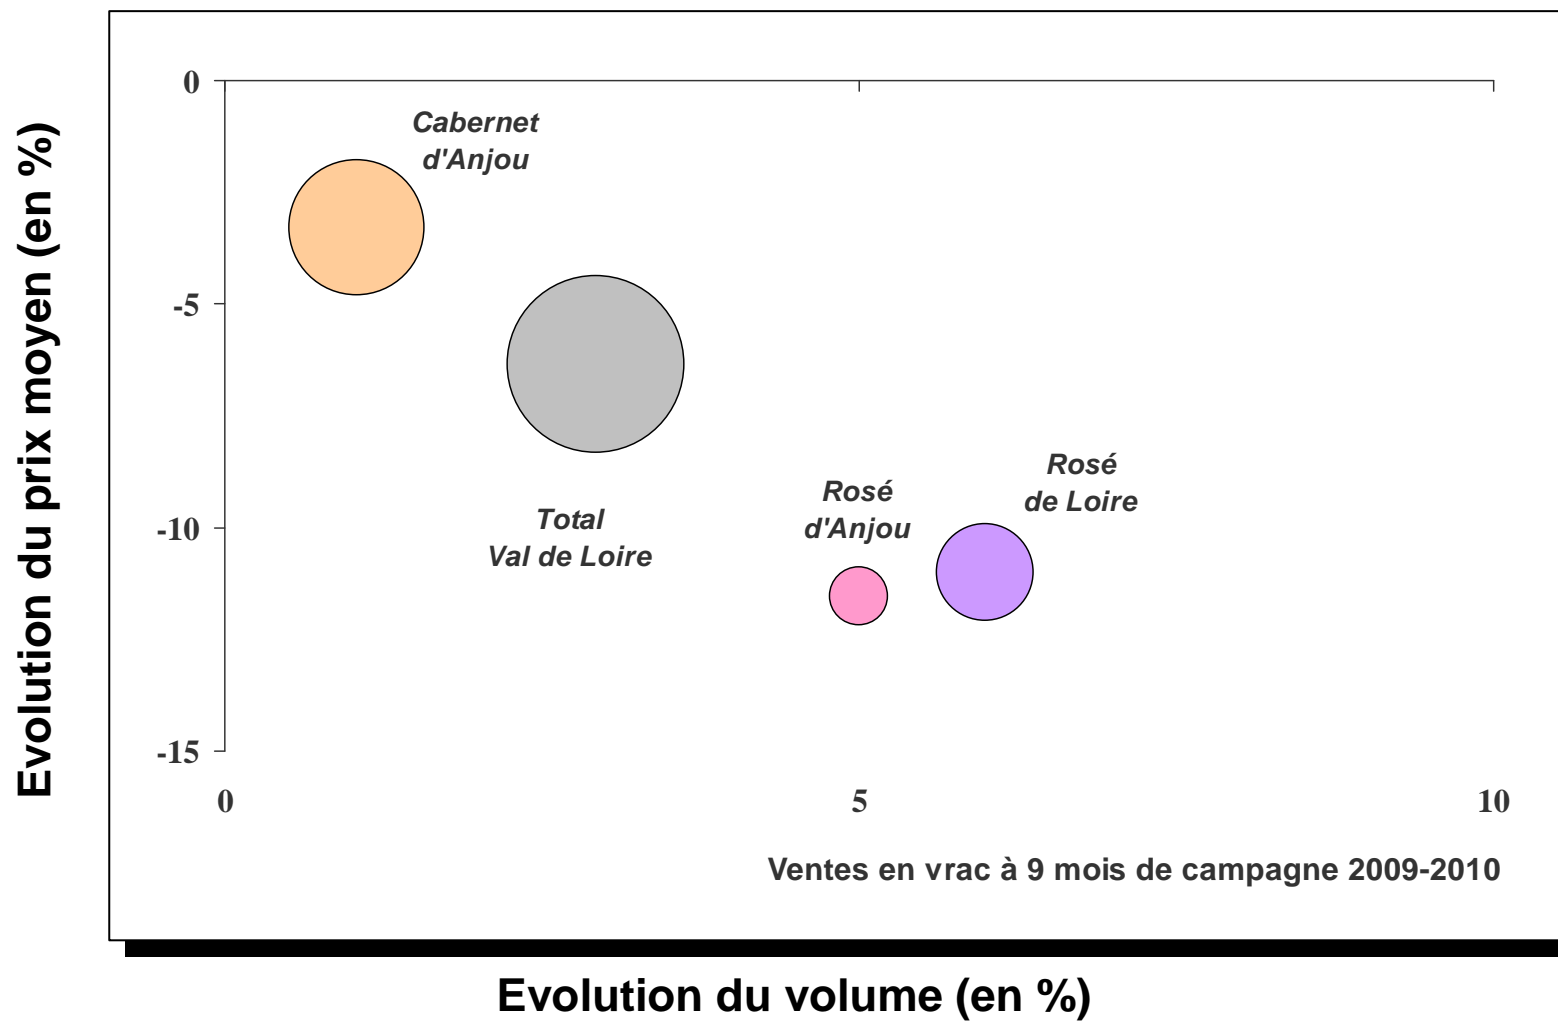 Evolution du prix moyen (en %)
0
Cabernet
d'Anjou
-5
Rosé
de Loire
Rosé
d'Anjou
Total
Val de Loire
-10
-15
0
5
10
Ventes en vrac à 9 mois de campagne 2009-2010
Evolution du volume (en %)